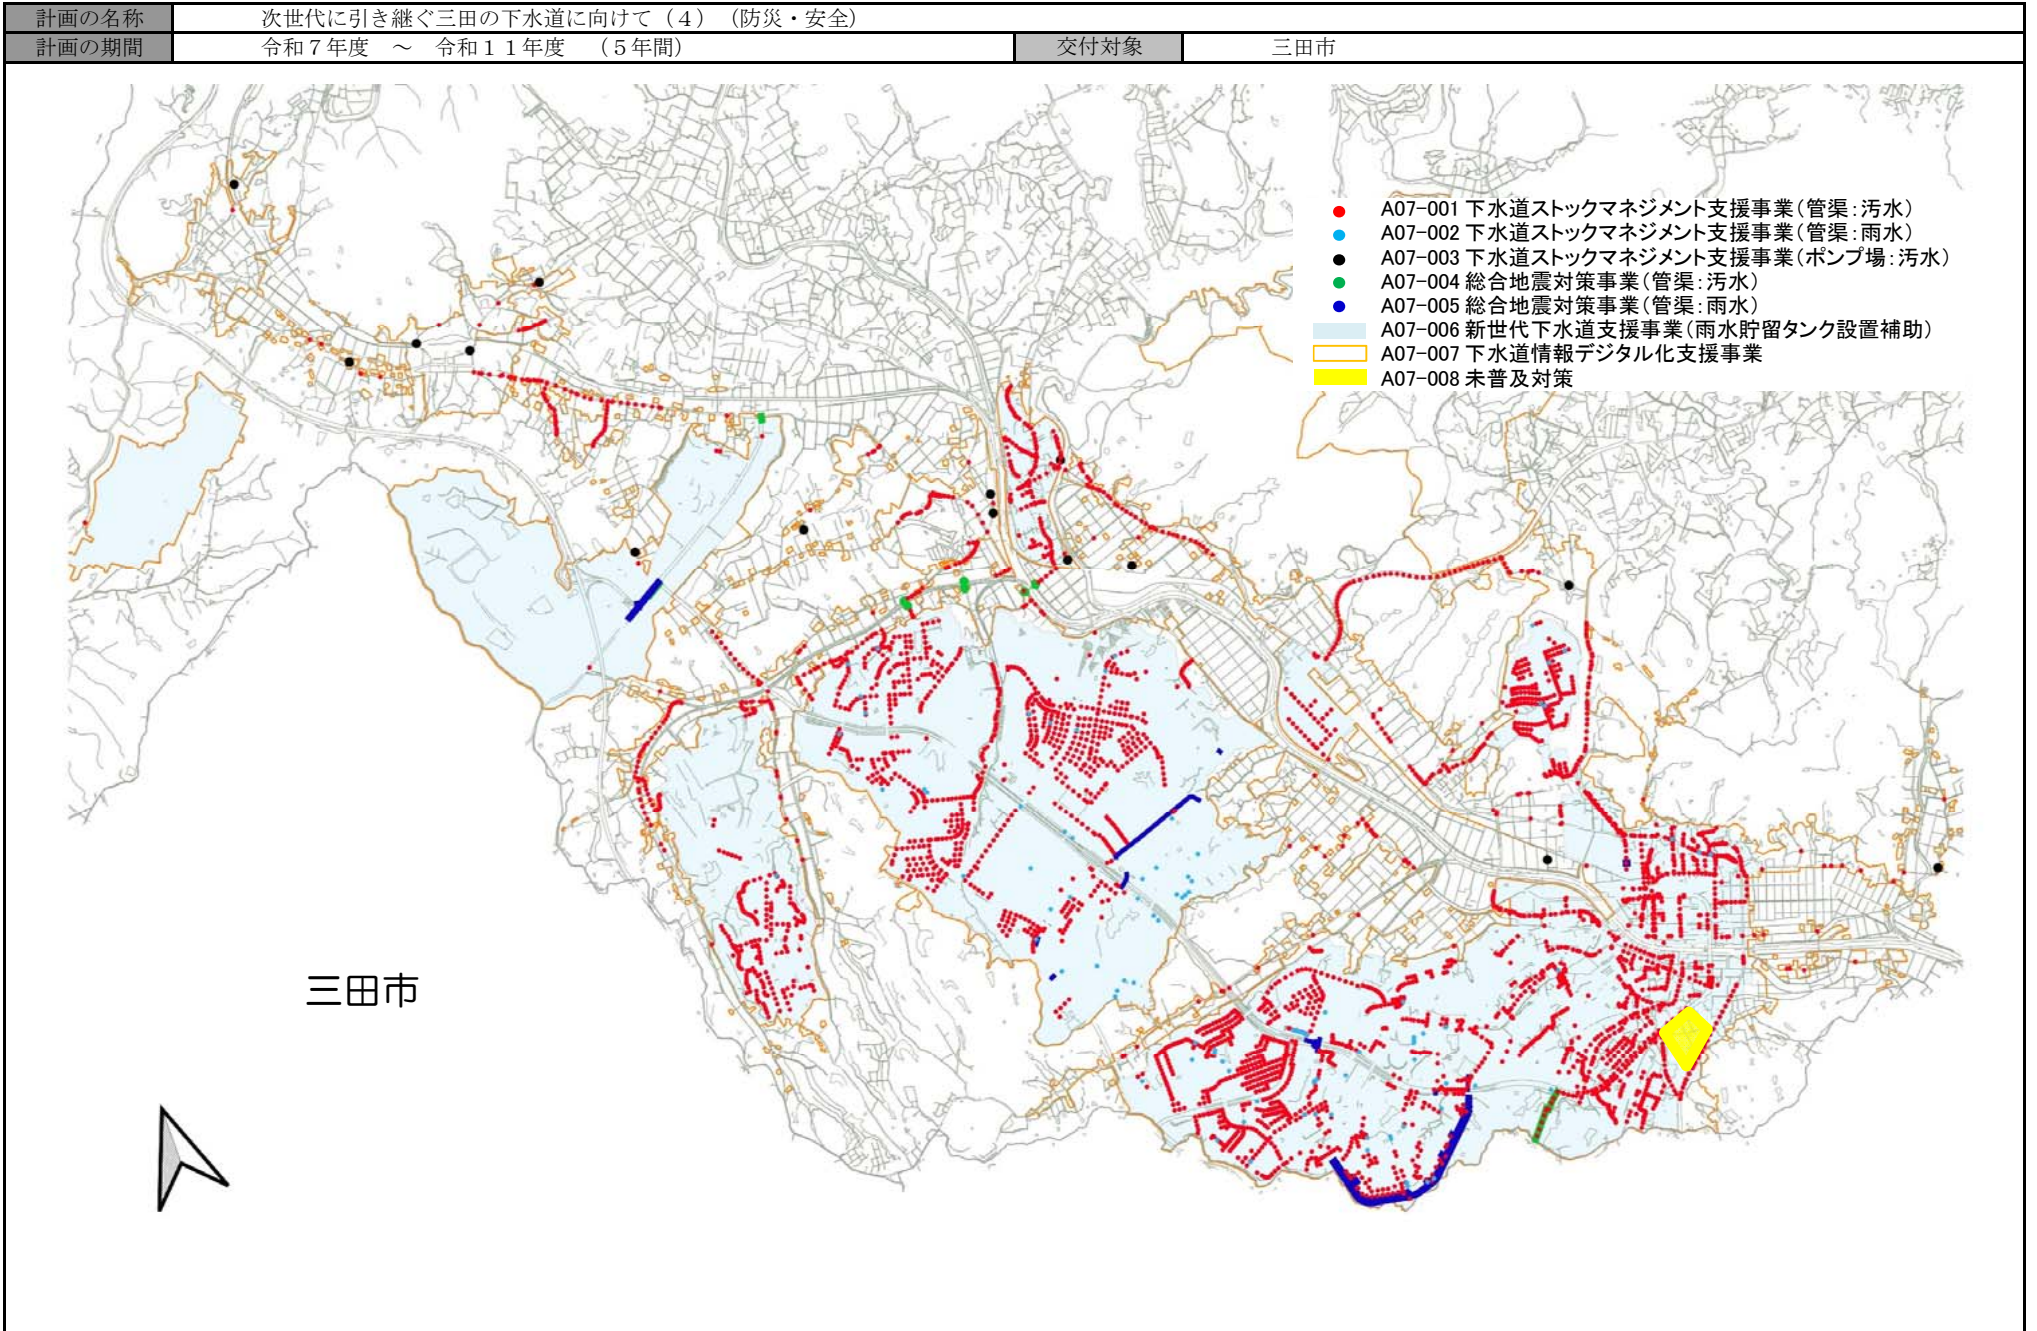 計画の名称 次世代に引き継ぐ三田の下水道に向けて（４）（防災・安全）
計画の期間 令和７年度　～　令和１１年度　（５年間） 交付対象 三田市
A07-001 下水道ストックマネジメント支援事業(管渠:汚水)
A07-002 下水道ストックマネジメント支援事業(管渠:雨水)
A07-003 下水道ストックマネジメント支援事業(ポンプ場:汚水)
A07-004 総合地震対策事業(管渠:汚水)
A07-005 総合地震対策事業(管渠:雨水)
A07-006 新世代下水道支援事業(雨水貯留タンク設置補助)
A07-007 下水道情報デジタル化支援事業
A07-008 未普及対策
三田市